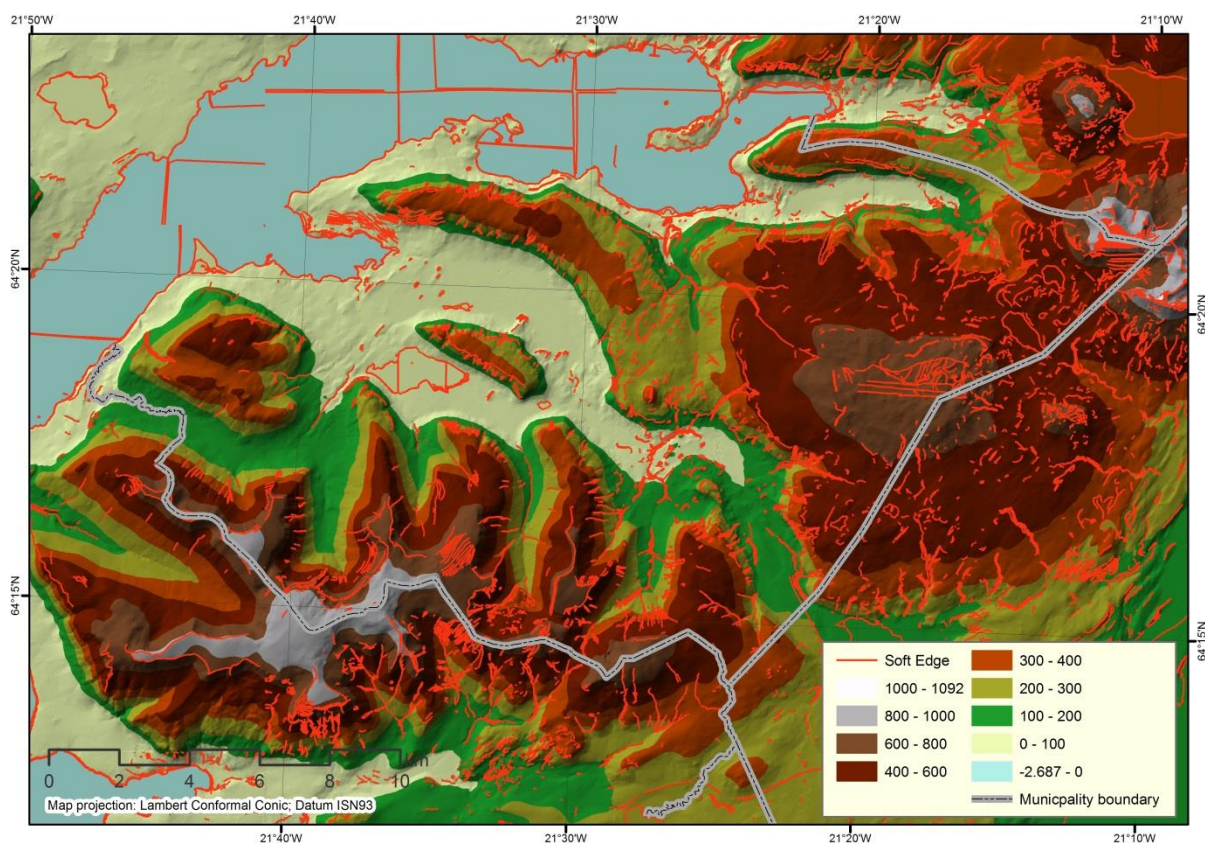 21°50'W 21°40'W 21°30'W 21°20'W 21°10'W
64°20'N
64°20'N
64°15'N
64°15'N
Soft Edge
1000 - 1092
800 - 1000
600 - 800
400 - 600
300 - 400
200 - 300
100 - 200
0 - 100
-2.687 - 0
Municpality boundary
0 2 4 6 8 10
Map projection: Lambert Conformal Conic; Datum ISN93
21°40'W 21°30'W 21°20'W 21°10'W